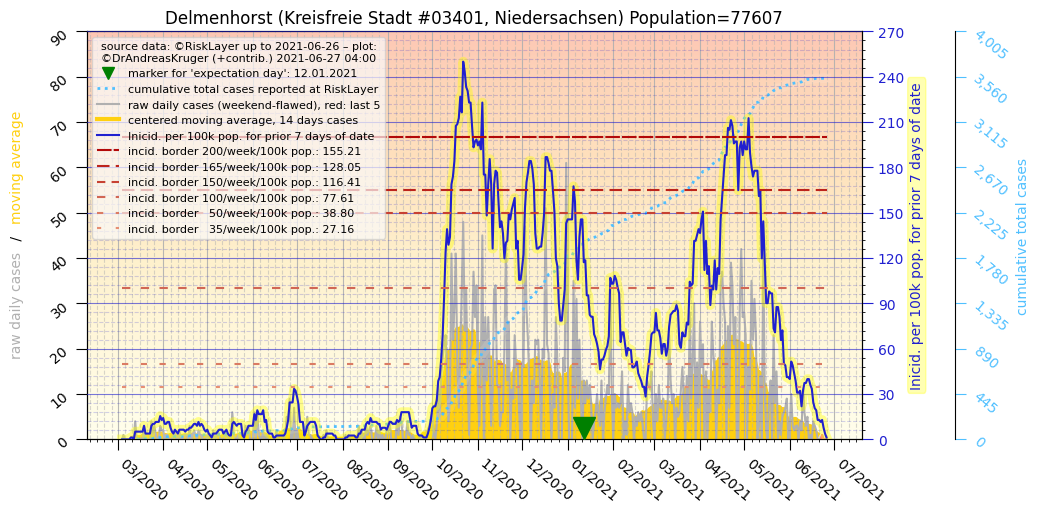 Delmenhorst (Kreisfreie Stadt #03401, Niedersachsen) Population=77607
source data: ©RiskLayer up to 2021-06-26 – plot:
©DrAndreasKruger (+contrib.) 2021-06-27 04:00
marker for 'expectation day': 12.01.2021
cumulative total cases reported at RiskLayer
raw daily cases (weekend-flawed), red: last 5
centered moving average, 14 days cases
Inicid. per 100k pop. for prior 7 days of date
incid. border 200/week/100k pop.: 155.21
incid. border 165/week/100k pop.: 128.05
incid. border 150/week/100k pop.: 116.41
incid. border 100/week/100k pop.: 77.61
incid. border   50/week/100k pop.: 38.80
incid. border   35/week/100k pop.: 27.16
raw daily cases  /  moving average
90
80
70
60
50
40
30
20
10
0
270
240
210
180
150
120
90
60
30
0
Inicid. per 100k pop. for prior 7 days of date
4,005
3,560
3,115
2,670
2,225
1,780
1,335
890
445
0
cumulative total cases
03/2020
04/2020
05/2020
06/2020
07/2020
08/2020
09/2020
10/2020
11/2020
12/2020
01/2021
02/2021
03/2021
04/2021
05/2021
06/2021
07/2021